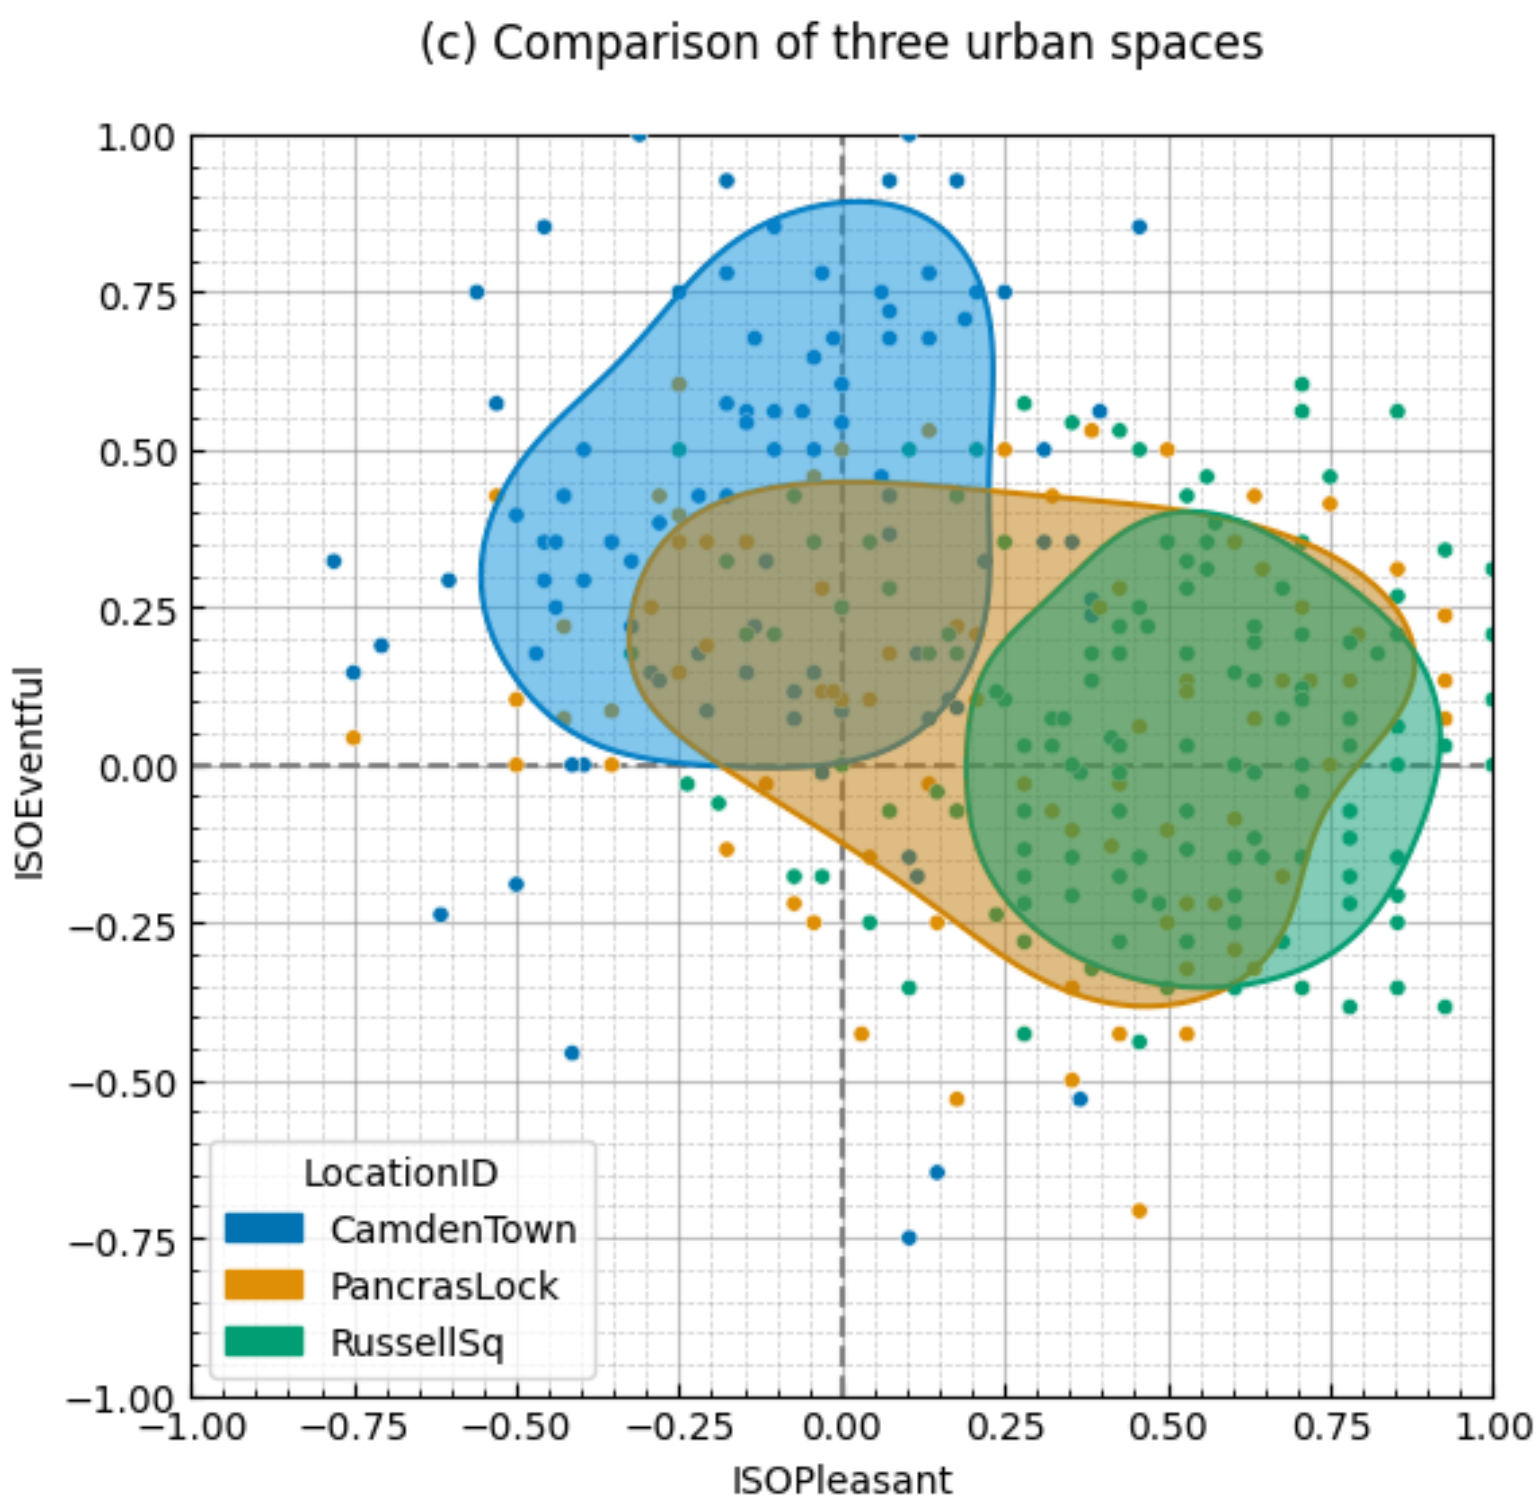 (c) Comparison of three urban spaces
1.00
0.75
0.50
0.25
0.00
−0.25
−0.50
−0.75
−1.00
ISOEventful
LocationID
CamdenTown
PancrasLock
RussellSq
−1.00 −0.75 −0.50 −0.25 0.00 0.25 0.50 0.75 1.00
ISOPleasant